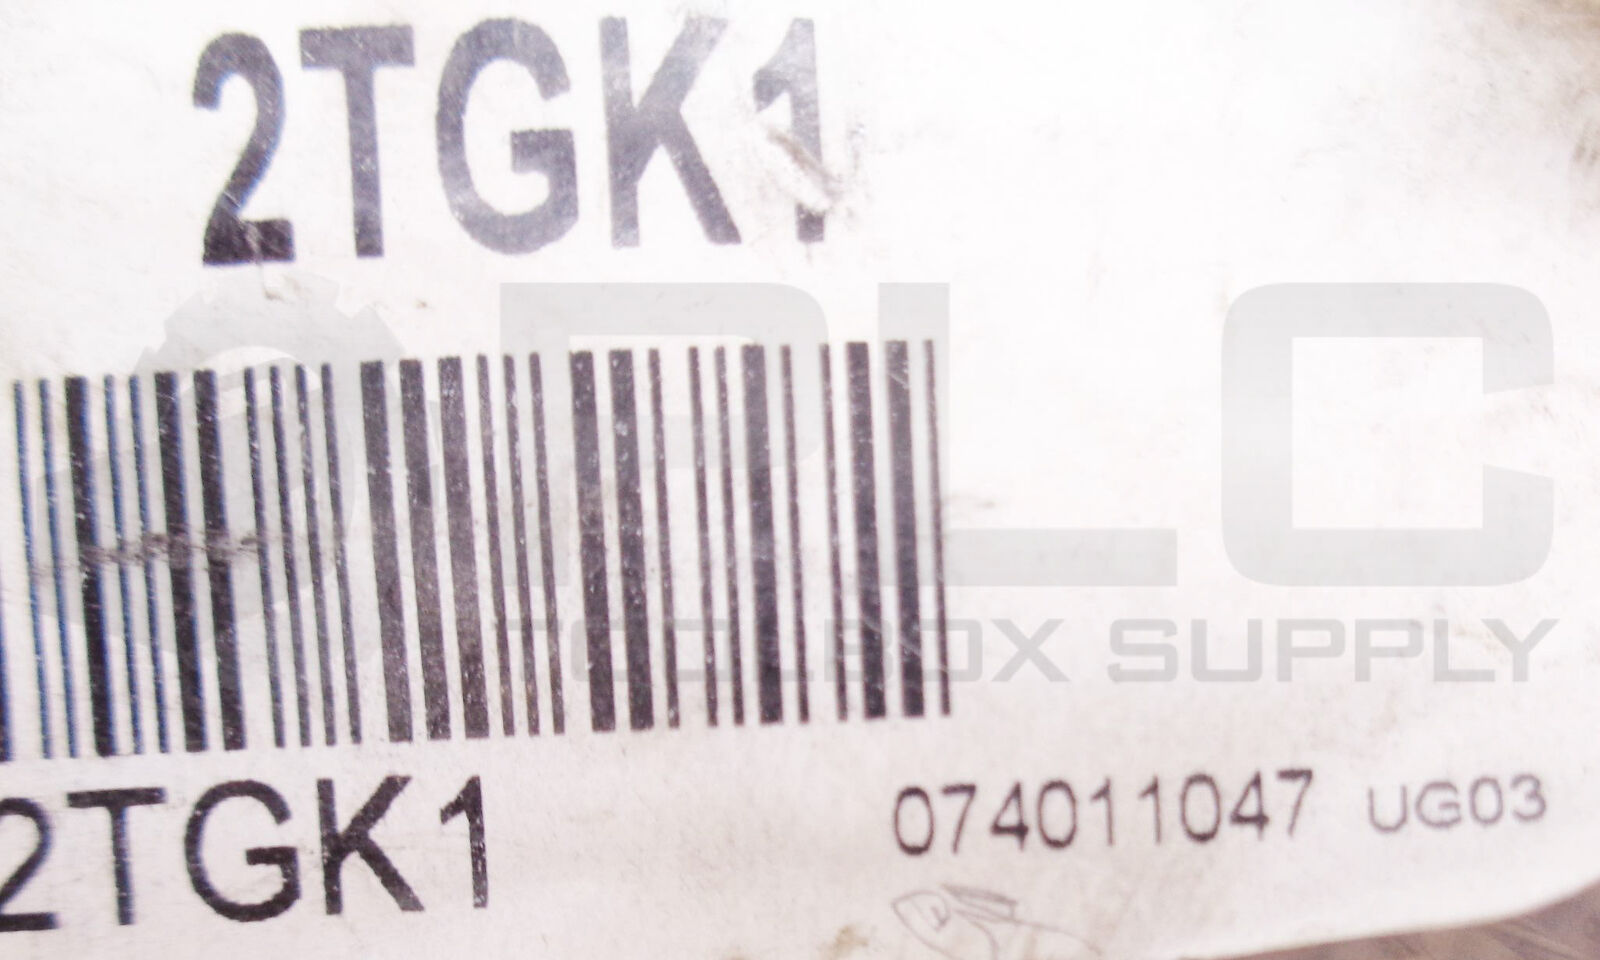 2TGK1
PLC
TOOLBOX SUPPLY
2TGK1
074011047 UG03